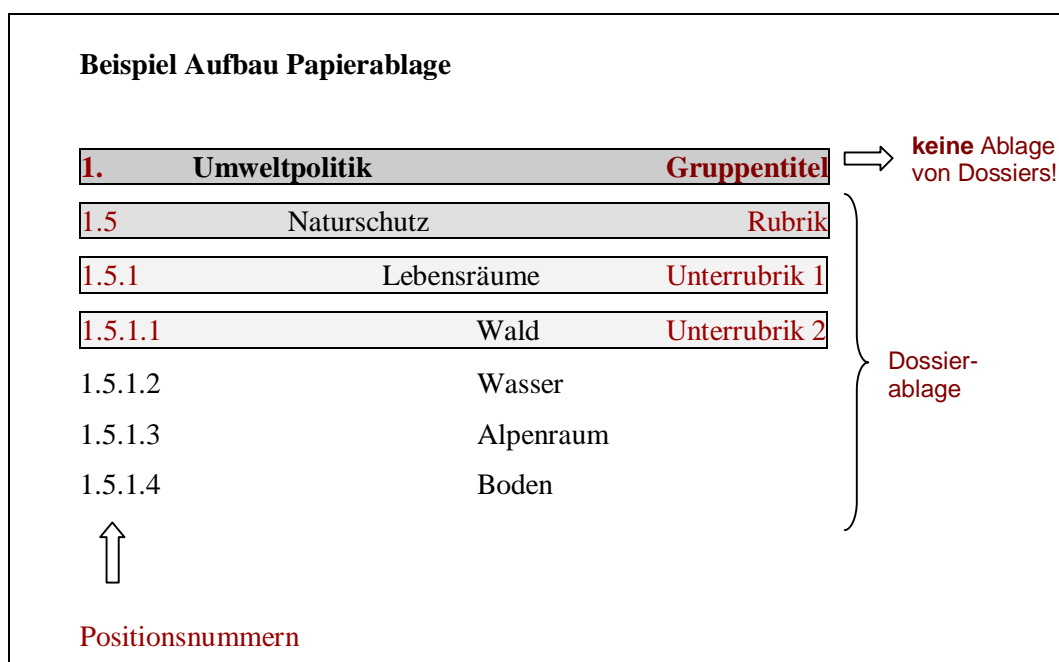 Beispiel Aufbau Papierablage
1. Umweltpolitik Gruppentitel
keine Ablage
von Dossiers!
1.5 Naturschutz Rubrik
1.5.1 Lebensräume Unterrubrik 1
1.5.1.1 Wald Unterrubrik 2
1.5.1.2 Wasser
1.5.1.3 Alpenraum
1.5.1.4 Boden
Dossier-
ablage
Positionsnummern